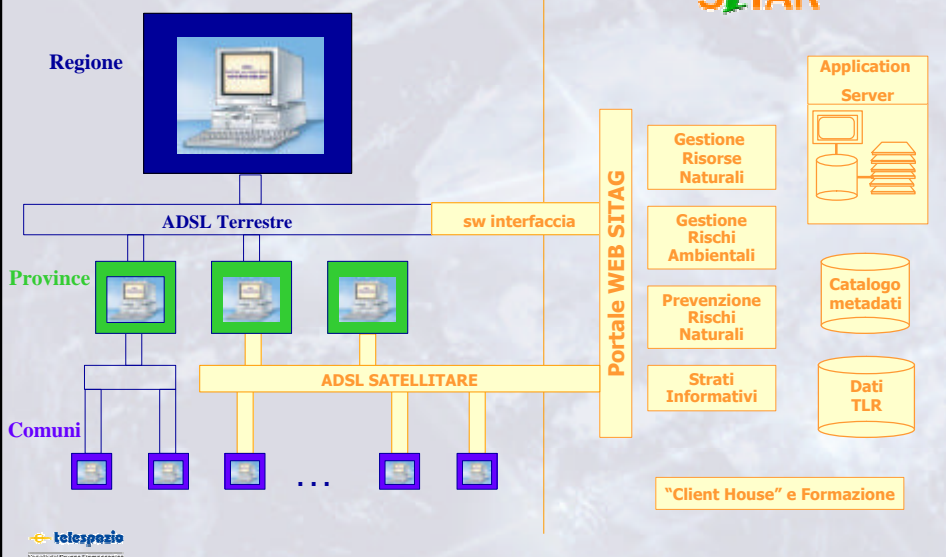 Regione
ADSL Terrestre
sw interfaccia
Province
ADSL SATELLITARE
Comuni
. . .
Portale WEB SITAG
Gestione
Risorse
Naturali
Gestione
Rischi
Ambientali
Prevenzione
Rischi
Naturali
Strati
Informativi
Application
Server
Catalogo
metadati
Dati
TLR
“Client House” e Formazione
telespazio